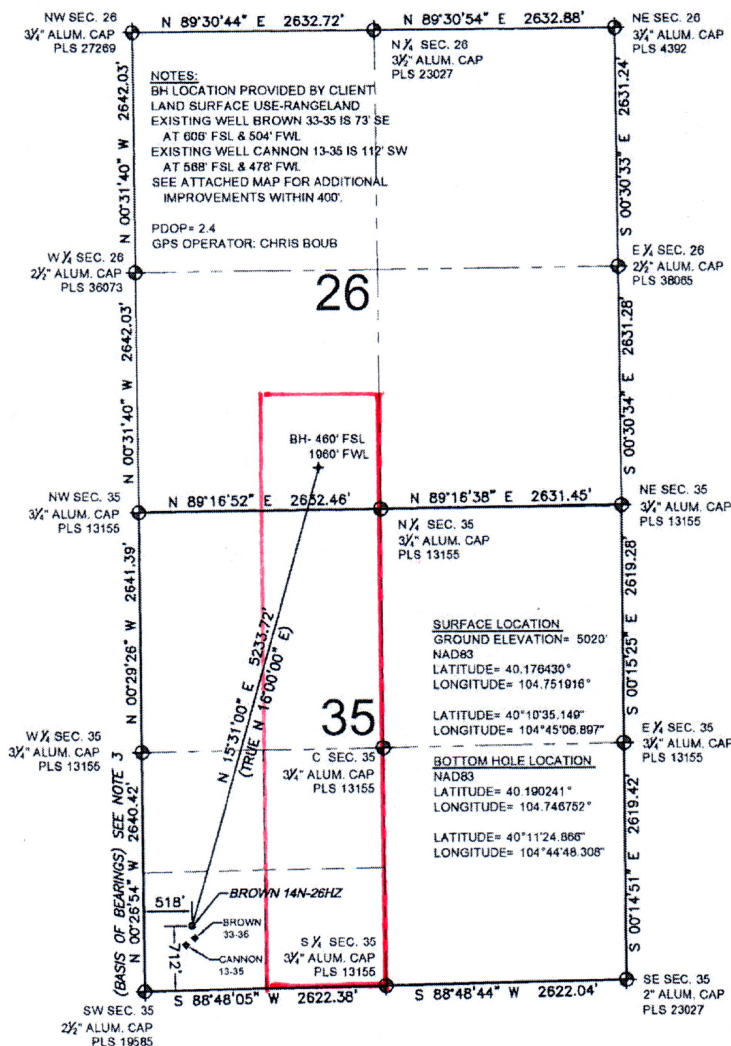 NW SEC. 26
3¼" ALUM. CAP
PLS 27269
N 89°30'44" E 2632.72'
N 89°30'54" E 2632.88'
NE SEC. 26
3¼" ALUM. CAP
PLS 4392
N ¼ SEC. 26
3½" ALUM. CAP
PLS 23027
NOTES:
BH LOCATION PROVIDED BY CLIENT
LAND SURFACE USE-RANGELAND
EXISTING WELL BROWN 33-35 IS 73' SE
AT 606' FSL & 504' FWL
EXISTING WELL CANNON 13-35 IS 112' SW
AT 568' FSL & 478' FWL
SEE ATTACHED MAP FOR ADDITIONAL
IMPROVEMENTS WITHIN 400'.
PDOP= 2.4
GPS OPERATOR: CHRIS BOUB
N 00°31'40" W 2642.03'
S 00°30'33" E 2631.24'
W ¼ SEC. 26
2½" ALUM. CAP
PLS 36073
E ¼ SEC. 26
2½" ALUM. CAP
PLS 38065
26
N 00°31'40" W 2642.03'
S 00°30'34" E 2631.28'
BH- 460' FSL
1960' FWL
NW SEC. 35
3¼" ALUM. CAP
PLS 13155
N 89°16'52" E 2632.46'
N 89°16'38" E 2631.45'
NE SEC. 35
3¼" ALUM. CAP
PLS 13155
N ¼ SEC. 35
3¼" ALUM. CAP
PLS 13155
N 00°29'26" W 2641.39'
S 00°15'25" E 2619.28'
N 15°31'00" E 5233.72'
(TRUE N 16°00'00" E)
SURFACE LOCATION
GROUND ELEVATION= 5020'
NAD83
LATITUDE= 40.176430°
LONGITUDE= 104.751916°
LATITUDE= 40°10'35.149"
LONGITUDE= 104°45'06.897"
35
W ¼ SEC. 35
3¼" ALUM. CAP
PLS 13155
C SEC. 35
3¼" ALUM. CAP
PLS 13155
E ¼ SEC. 35
3¼" ALUM. CAP
PLS 13155
BOTTOM HOLE LOCATION
NAD83
LATITUDE= 40.190241°
LONGITUDE= 104.746752°
LATITUDE= 40°11'24.866"
LONGITUDE= 104°44'48.308"
(BASIS OF BEARINGS) SEE NOTE 3
N 00°26'54" W 2640.42'
S 00°14'51" E 2619.42'
518'
BROWN 14N-26HZ
BROWN
33-35
CANNON
13-35
712'
S ¼ SEC. 35
3¼" ALUM. CAP
PLS 13155
SW SEC. 35
2½" ALUM. CAP
PLS 19585
S 88°48'05" W 2622.38'
S 88°48'44" W 2622.04'
SE SEC. 35
2" ALUM. CAP
PLS 23027